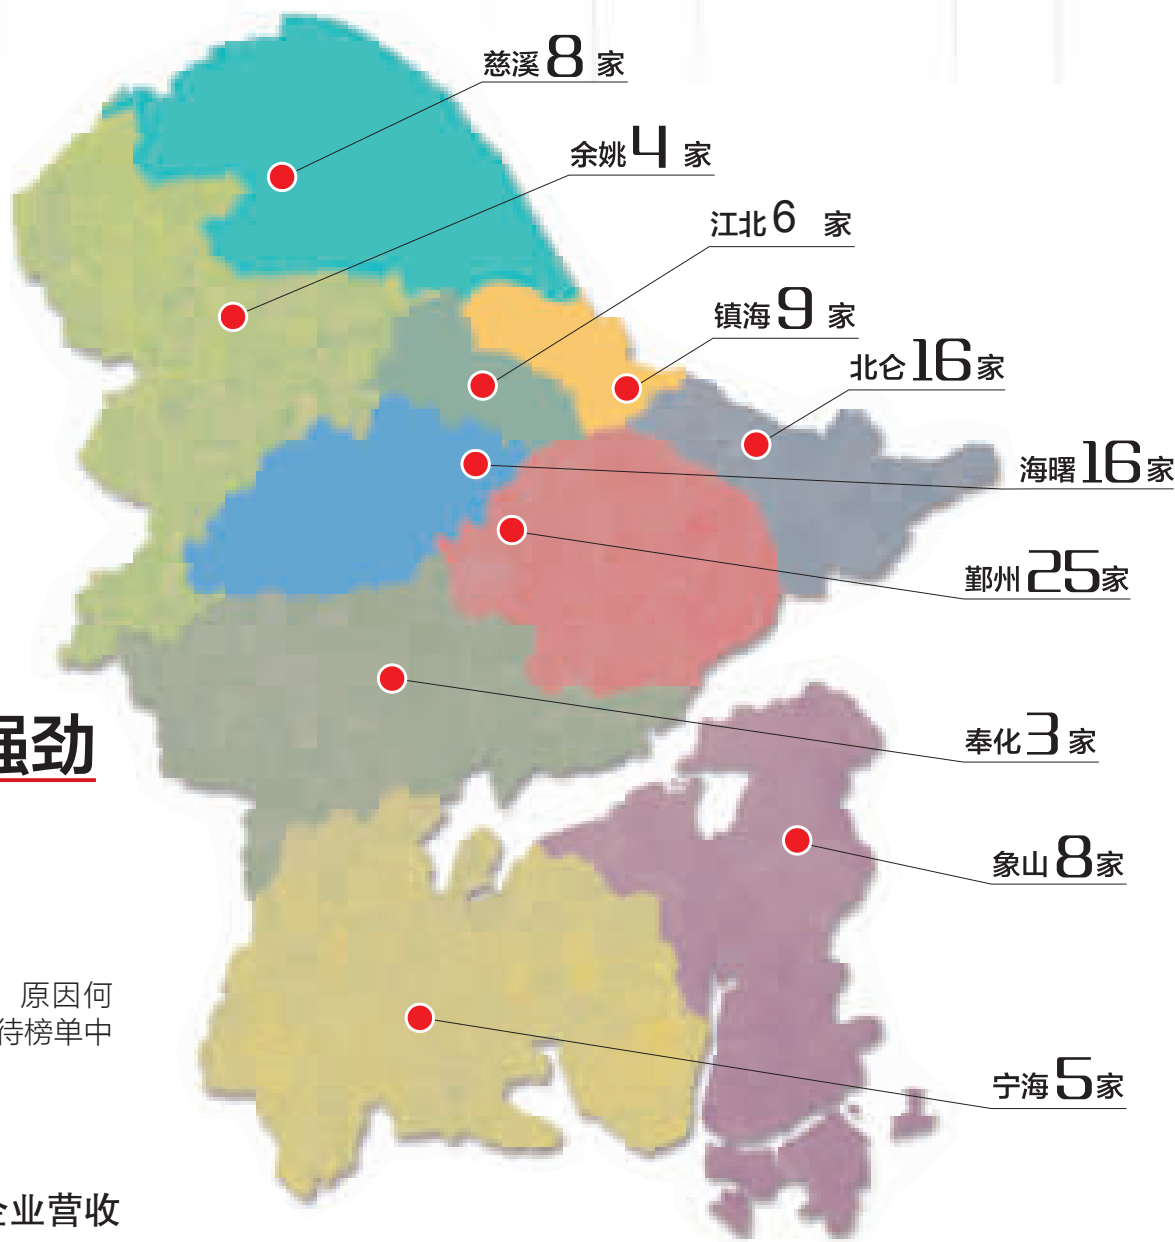 慈溪8家
余姚4家
江北6家
镇海9家
北仑16家
海曙16家
鄞州25家
强劲
奉化3家
象山8家
原因何
待榜单中
宁海5家
企业营收